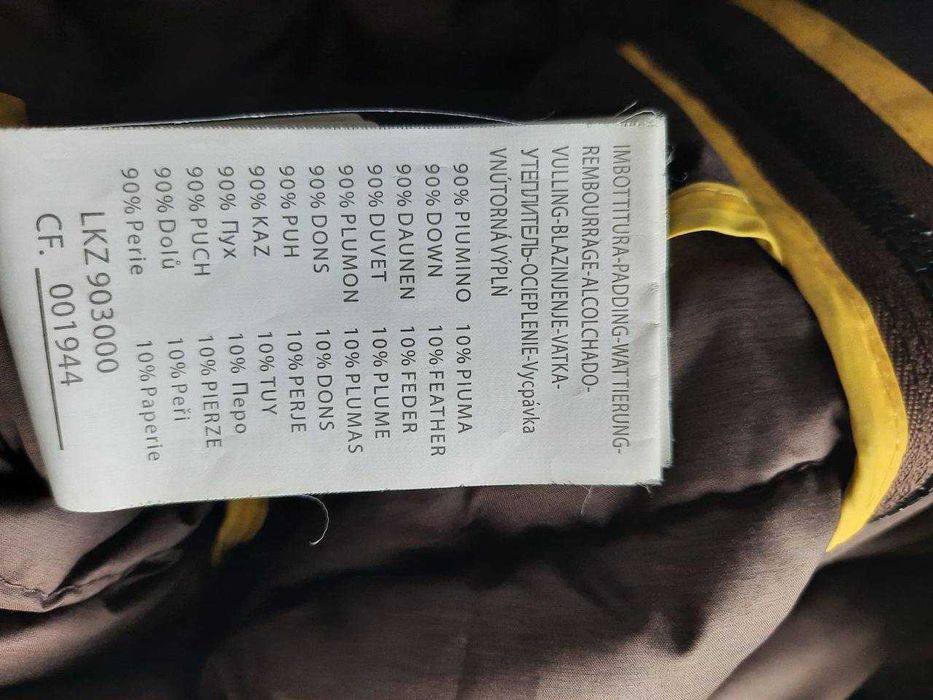 IMBOTTITURA-PADDING-WATTIERUNG-
REMBOURRAGE-ALCOLCHADO-
VULLING-BLAZINJENJE-VATKA-
УТЕПЛИТЕЛЬ-OCIEPLENIE-Vycpávka
VNÚTORNÁ VÝPLŇ
90% PIUMINO 10% PIUMA
90% DOWN 10% FEATHER
90% DAUNEN 10% FEDER
90% DUVET 10% PLUME
90% PLUMON 10% PLUMAS
90% DONS 10% DONS
90% PUH 10% PERJE
90% KAZ 10% TUY
90% Пух 10% Перо
90% PUCH 10% PIERZE
90% Dolů 10% Peři
90% Perie 10% Paperie
LKZ 903000
CF. 001944